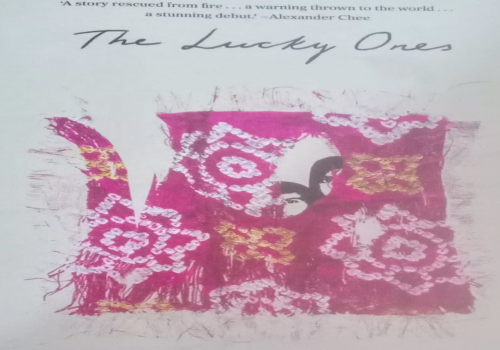 ‘A story rescued from fire . . . a warning thrown to the world . . .
a stunning debut.’ –Alexander Chee
The Lucky Ones